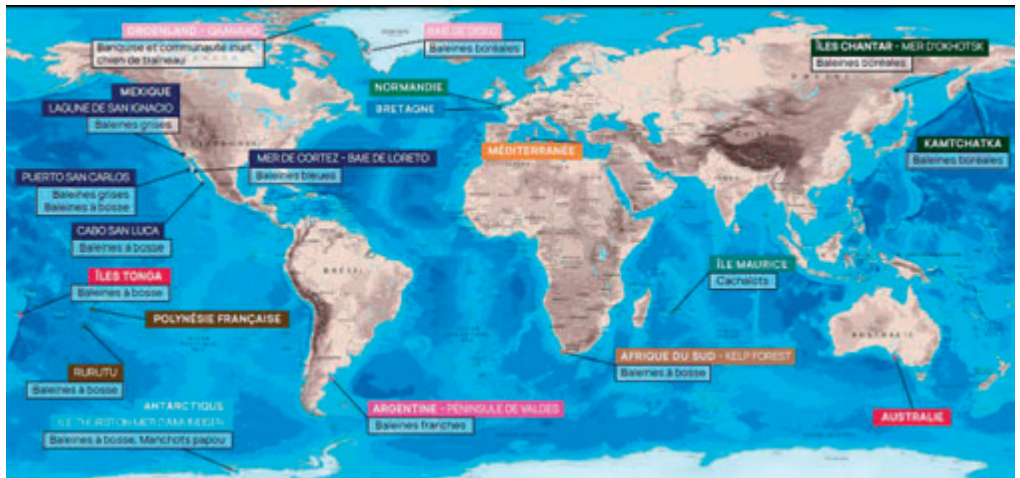 GROENLAND - QAANAAQ
Banquise et communauté inuit,
chien de traîneau
BAIE DE DISKO
Baleines boréales
ÎLES CHANTAR - MER D'OKHOTSK
Baleines boréales
NORMANDIE
BRETAGNE
MEXIQUE
LAGUNE DE SAN IGNACIO
Baleines grises
MÉDITERRANÉE
KAMTCHATKA
Baleines boréales
MER DE CORTEZ - BAIE DE LORETO
Baleines bleues
PUERTO SAN CARLOS
Baleines grises
Baleines à bosse
CABO SAN LUCA
Baleines à bosse
ÎLES TONGA
Baleines à bosse
ÎLE MAURICE
Cachalots
BRÉSIL
POLYNÉSIE FRANÇAISE
AUSTRALIE
AFRIQUE DU SUD - KELP FOREST
Baleines à bosse
RURUTU
Baleines à bosse
ANTARCTIQUE
Baleines à bosse, Manchots papou
ARGENTINE - PÉNINSULE DE VALDES
Baleines franches
AUSTRALIE